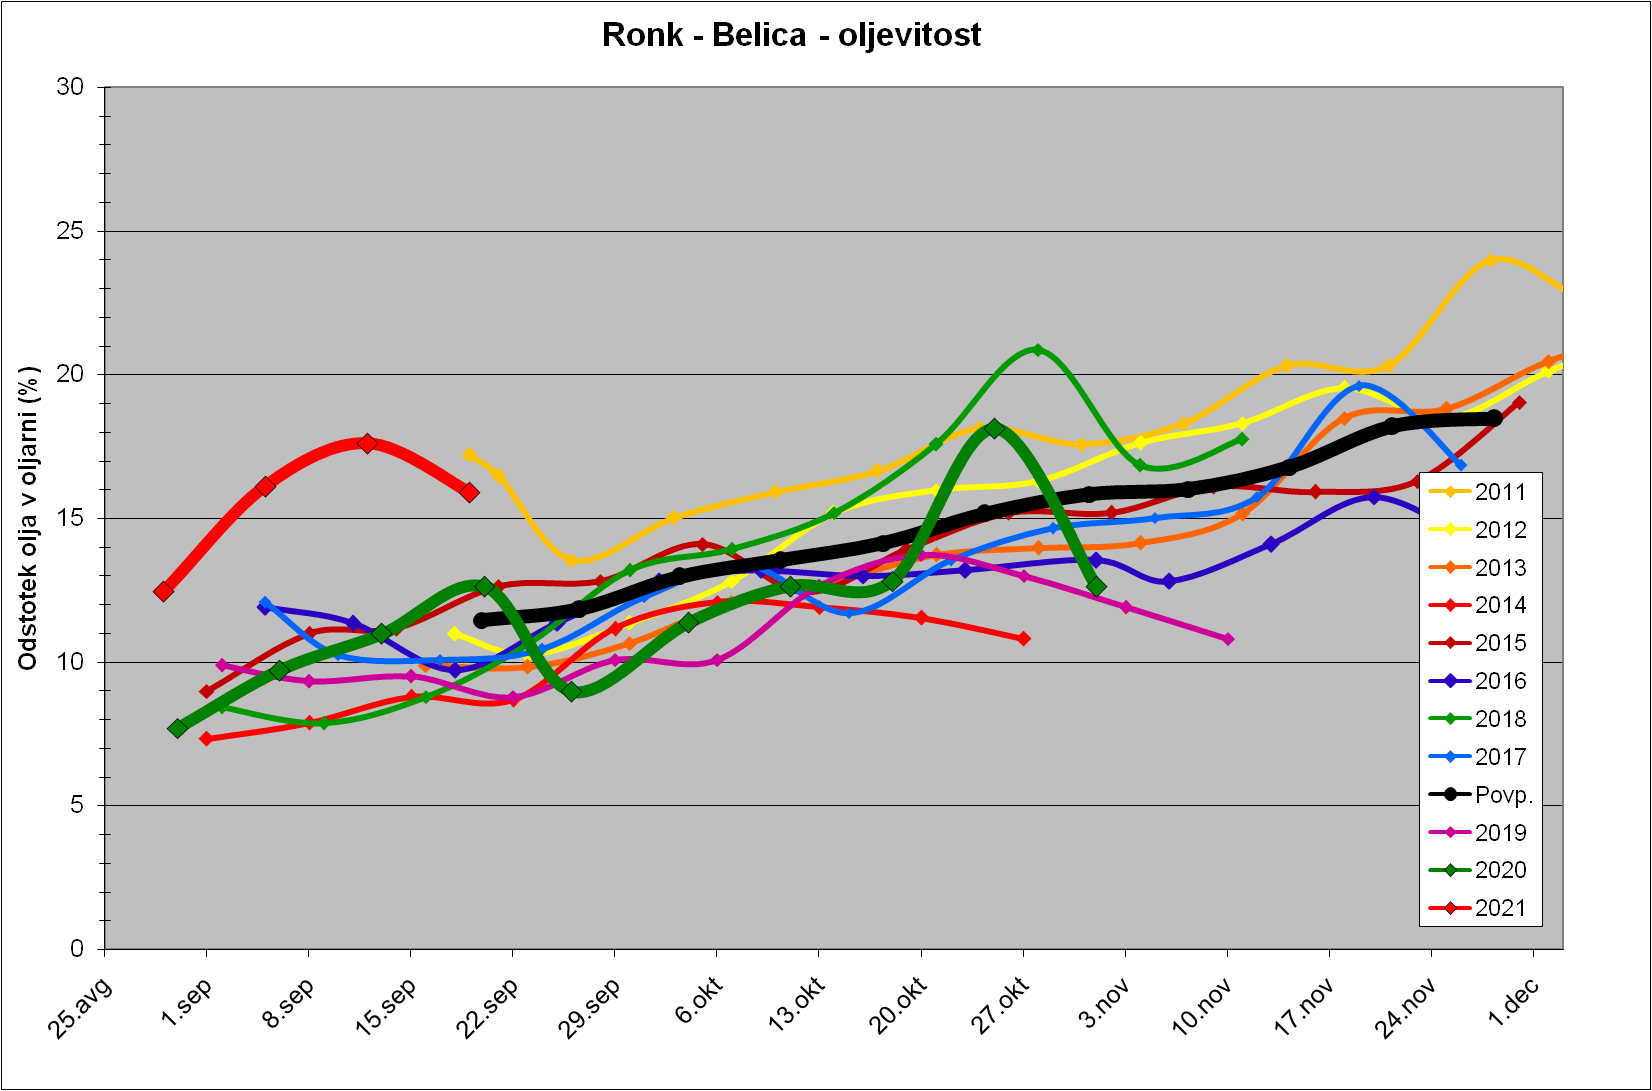 Ronk - Belica - oljevitost
Odstotek olja v oljarni (%)
30
25
20
15
10
5
0
25.avg
1.sep
8.sep
15.sep
22.sep
29.sep
6.okt
13.okt
20.okt
27.okt
3.nov
10.nov
17.nov
24.nov
1.dec
2011
2012
2013
2014
2015
2016
2018
2017
Povp.
2019
2020
2021